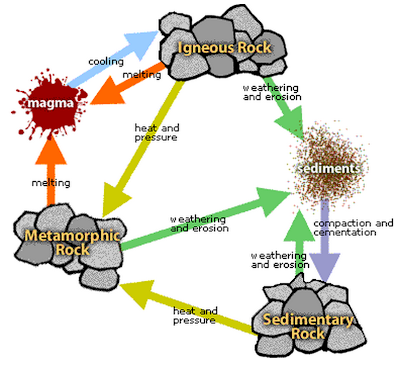 Igneous Rock
cooling
melting
magma
weathering
and erosion
heat and
pressure
sediments
melting
Metamorphic
Rock
weathering
and erosion
compaction and
cementation
weathering
and erosion
heat and
pressure
Sedimentary
Rock